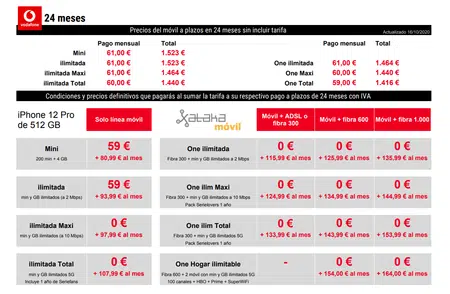 vodafone
24 meses
Precios del móvil a plazos en 24 meses sin incluir tarifa
Actualizado 16/10/2020
Pago mensual Total Pago mensual Total
Mini 61,00 € 1.523 €
ilimitada 61,00 € 1.523 € One ilimitada 61,00 € 1.464 €
ilimitada Maxi 61,00 € 1.464 € One Maxi 60,00 € 1.440 €
ilimitada Total 60,00 € 1.440 € One Total 59,00 € 1.416 €
Condiciones y precios definitivos que pagarás al sumar la tarifa a su respectivo pago a plazos de 24 meses con IVA
iPhone 12 Pro de 512 GB
Solo línea móvil
xataka móvil
Móvil + ADSL o fibra 300
Móvil + fibra 600
Móvil + fibra 1.000
Mini
200 min + 4 GB
59 €
+ 80,99 € al mes
One ilimitada
Fibra 300 + min y GB ilimitados a 2 Mbps
0 €
+ 115,99 € al mes
0 €
+ 125,99 € al mes
0 €
+ 135,99 € al mes
ilimitada
min y GB ilimitados (a 2 Mbps)
59 €
+ 93,99 € al mes
One ilim Maxi
Fibra 300 + min y GB ilimitados a 10 Mbps
Pack Serielovers 1 año
0 €
+ 124,99 € al mes
0 €
+ 134,99 € al mes
0 €
+ 144,99 € al mes
ilimitada Maxi
min y GB ilimitados (a 10 Mbps)
0 €
+ 97,99 € al mes
One ilim Total
Fibra 300 + min y GB ilimitados 5G
Pack Serielovers 1 año
0 €
+ 133,99 € al mes
0 €
+ 143,99 € al mes
0 €
+ 153,99 € al mes
ilimitada Total
min y GB ilimitados 5G
Incluye 1 año de Seriefans
0 €
+ 107,99 € al mes
One Hogar ilimitable
Fibra 600 + 2 móvil con min y GB ilimitados 5G
100 canales + HBO + Prime + SuperWiFi
-
0 €
+ 154,00 € al mes
0 €
+ 164,00 € al mes